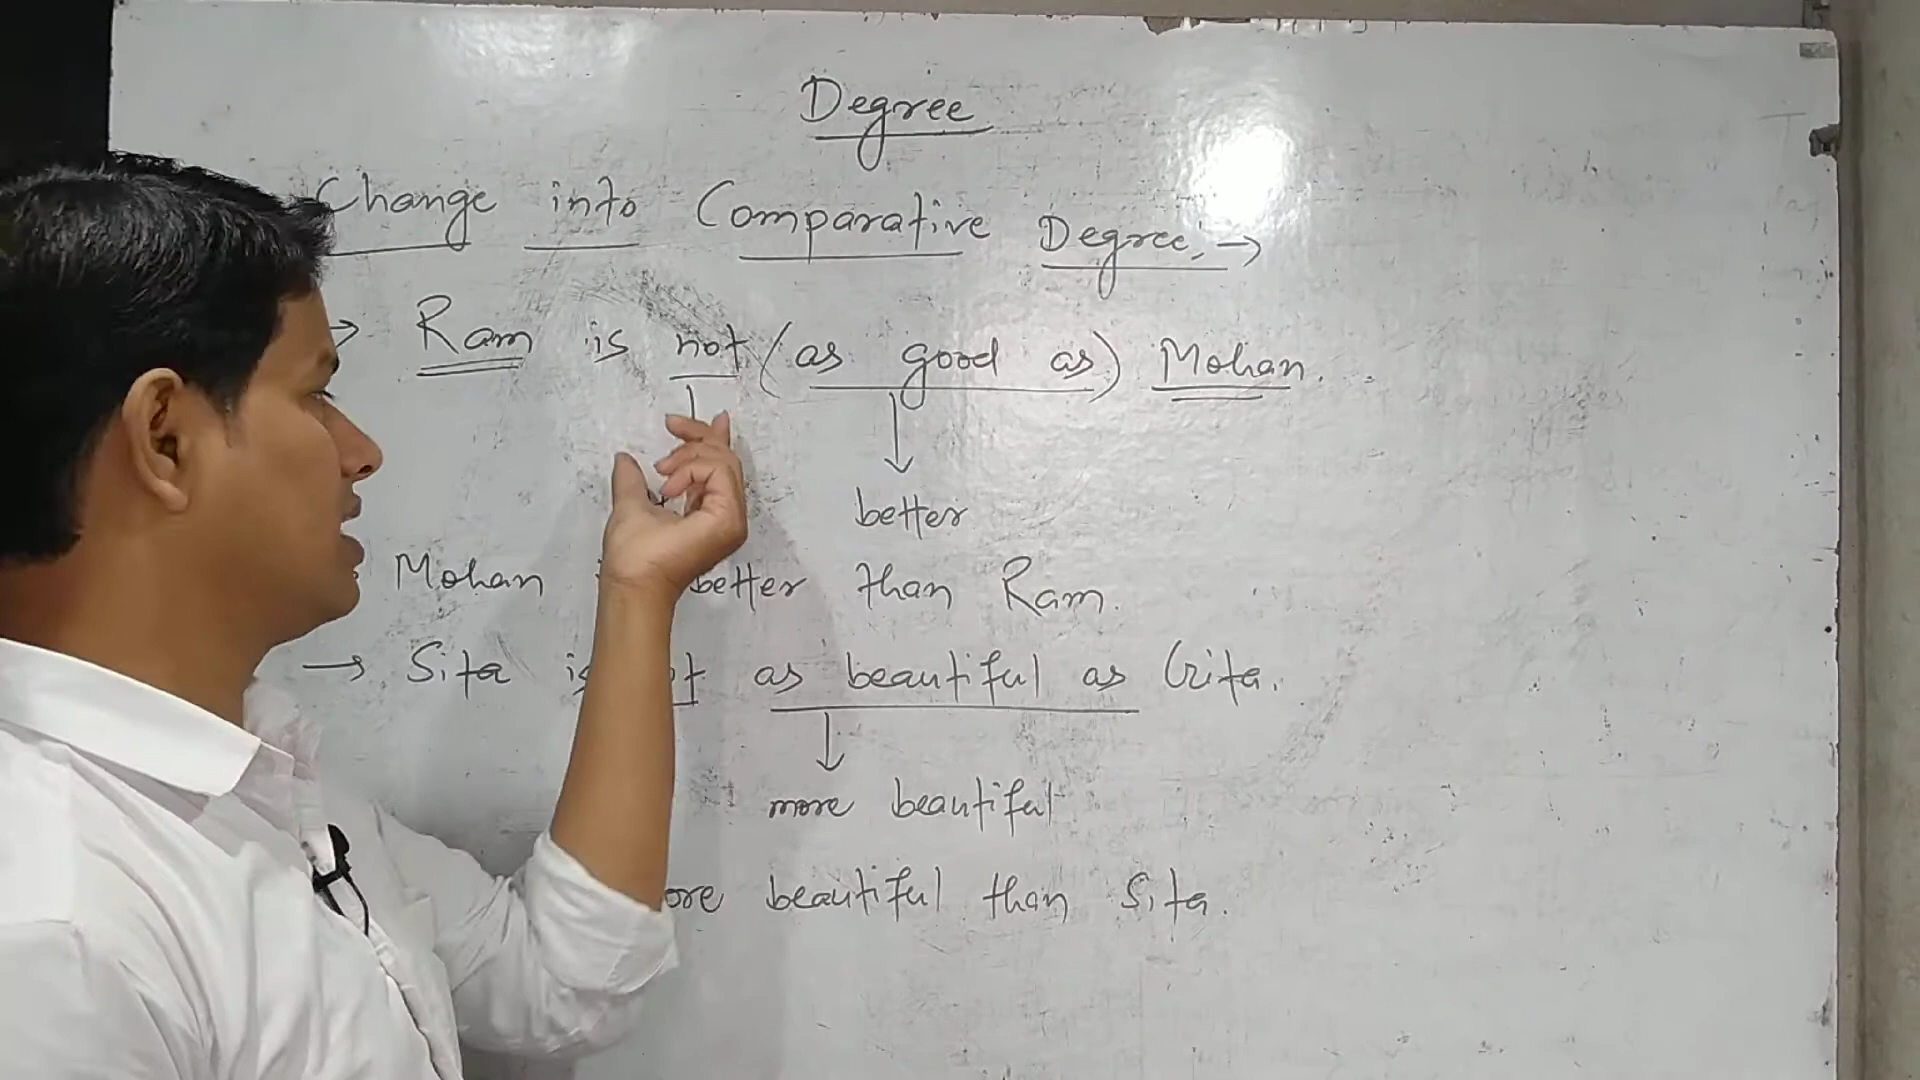 Degree
Change into Comparative Degree, →
→ Ram is not (as good as) Mohan.
↓
better
Mohan better than Ram.
→ Sita is as beautiful as Gita.
↓
more beautiful
beautiful than Sita.